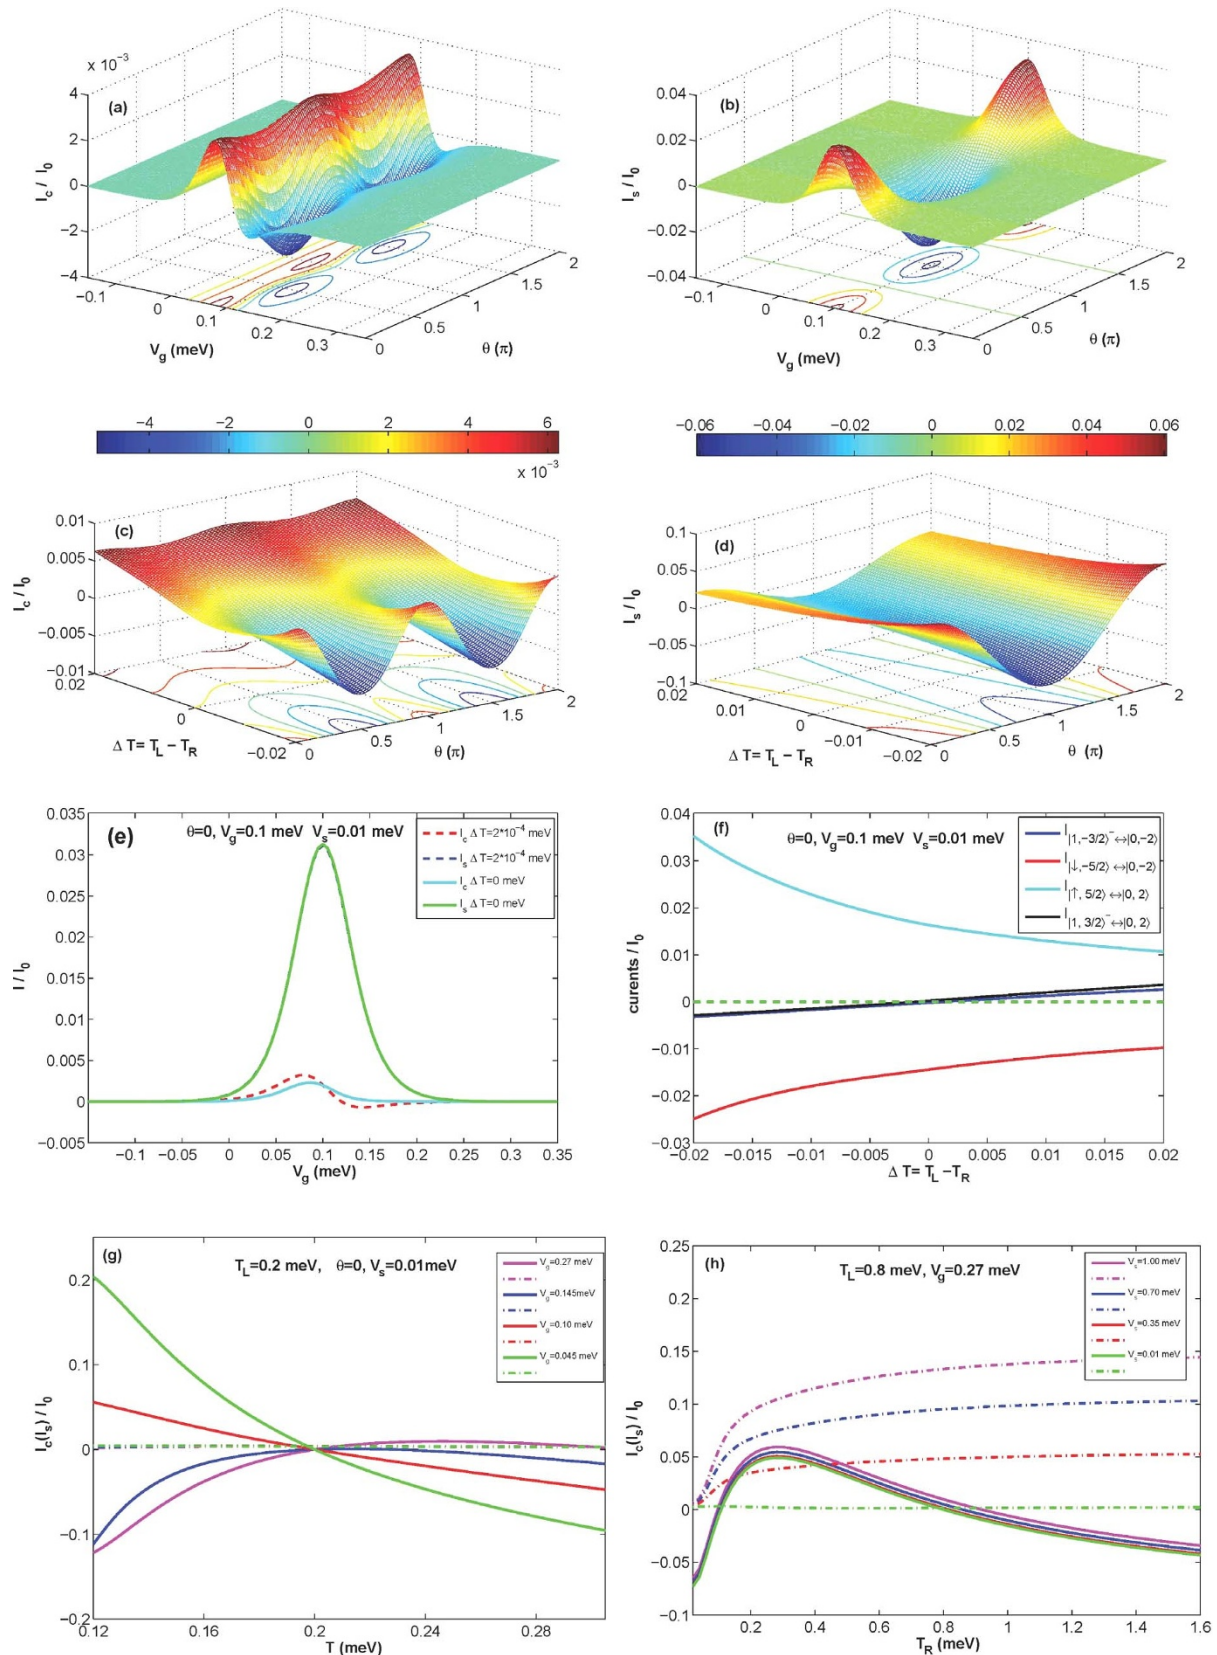 x 10⁻³
(a)
4
2
0
−2
−4
I_c / I_0
−0.1
0
0.1
0.2
0.3
V_g (meV)
0
0.5
1
1.5
2
θ (π)
(b)
0.04
0.02
0
−0.02
−0.04
I_s / I_0
−0.1
0
0.1
0.2
0.3
V_g (meV)
0
0.5
1
1.5
2
θ (π)
−4 −2 0 2 4 6
x 10⁻³
−0.06 −0.04 −0.02 0 0.02 0.04 0.06
(c)
0.01
0.005
0
−0.005
−0.01
I_c / I_0
0.02
0
−0.02
Δ T= T_L − T_R
0
0.5
1
1.5
2
θ (π)
(d)
0.1
0.05
0
−0.05
−0.1
I_s / I_0
0.02
0.01
0
−0.01
−0.02
Δ T= T_L − T_R
0
0.5
1
1.5
2
θ (π)
(e)
θ=0, V_g=0.1 meV V_s=0.01 meV
I_c Δ T=2*10⁻⁴ meV
I_s Δ T=2*10⁻⁴ meV
I_c Δ T=0 meV
I_s Δ T=0 meV
0.035
0.03
0.025
0.02
0.015
0.01
0.005
0
−0.005
I / I_0
−0.1 −0.05 0 0.05 0.1 0.15 0.20 0.25 0.30 0.35
V_g (meV)
(f)
θ=0, V_g=0.1 meV V_s=0.01 meV
I_|1,−3/2⟩⁻↔|0,−2⟩
I_|↓,−5/2⟩↔|0,−2⟩
I_|↑, 5/2⟩↔|0, 2⟩
I_|1, 3/2⟩⁻↔|0, 2⟩
0.04
0.03
0.02
0.01
0
−0.01
−0.02
−0.03
curents / I_0
−0.02 −0.015 −0.01 −0.005 0 0.005 0.01 0.015 0.02
Δ T= T_L −T_R
(g)
T_L=0.2 meV, θ=0, V_s=0.01meV
V_g=0.27 meV
V_g=0.145meV
V_g=0.10 meV
V_g=0.045 meV
0.2
0.1
0
−0.1
−0.2
I_c(I_s) / I_0
0.12 0.16 0.20 0.24 0.28
T (meV)
(h)
T_L=0.8 meV, V_g=0.27 meV
V_s=1.00 meV
V_s=0.70 meV
V_s=0.35 meV
V_s=0.01 meV
0.25
0.2
0.15
0.1
0.05
0
−0.05
−0.1
I_c(I_s) / I_0
0.2 0.4 0.6 0.8 1 1.2 1.4 1.6
T_R (meV)